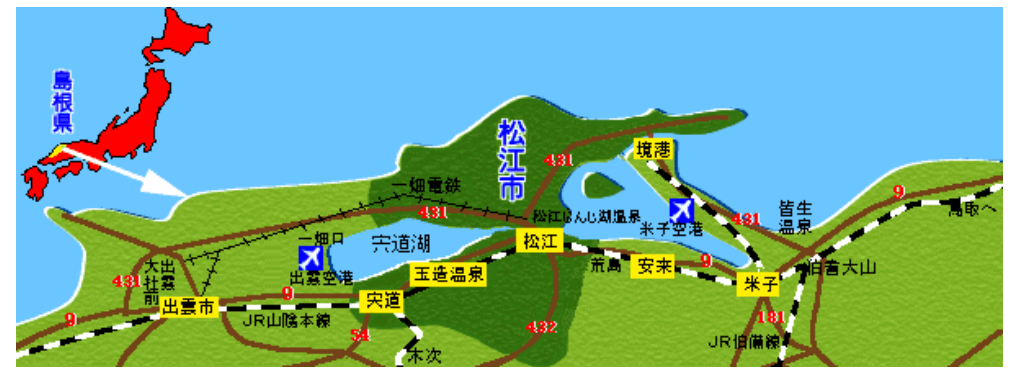 島根県
松江市
境港
431
9
鳥取へ
一畑電鉄
431
松江しんじ湖温泉
米子空港
431
皆生
温泉
一畑口
宍道湖
松江
出雲空港
玉造温泉
荒島
安来
9
米子
伯耆大山
431
大社前
出雲
出雲市
9
宍道
9
JR山陰本線
54
木次
432
181
JR伯備線